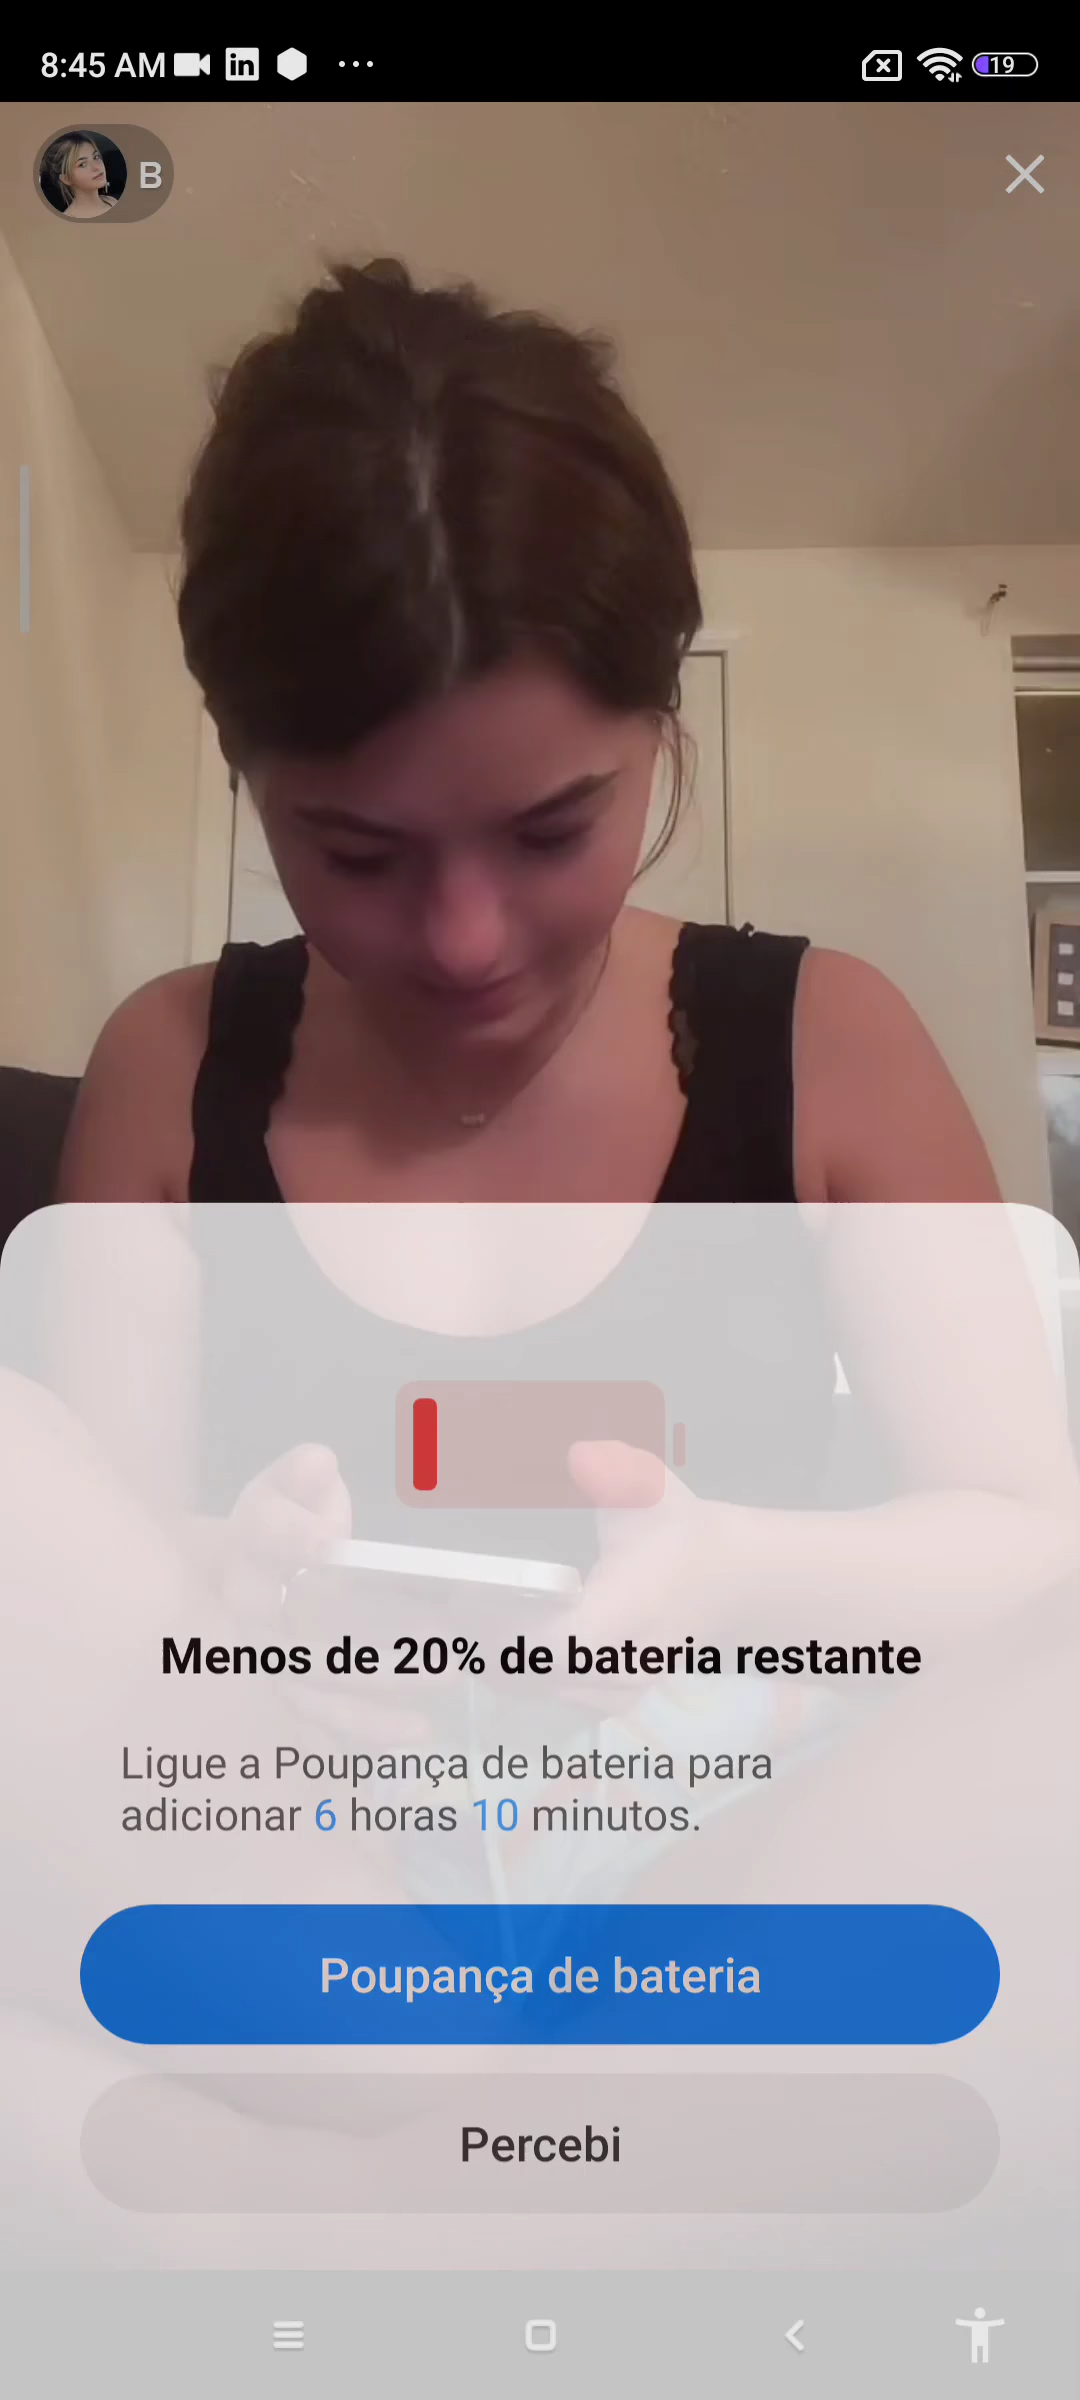 8:45 AM
in
19
B
Menos de 20% de bateria restante
Ligue a Poupança de bateria para
adicionar 6 horas 10 minutos.
Poupança de bateria
Percebi